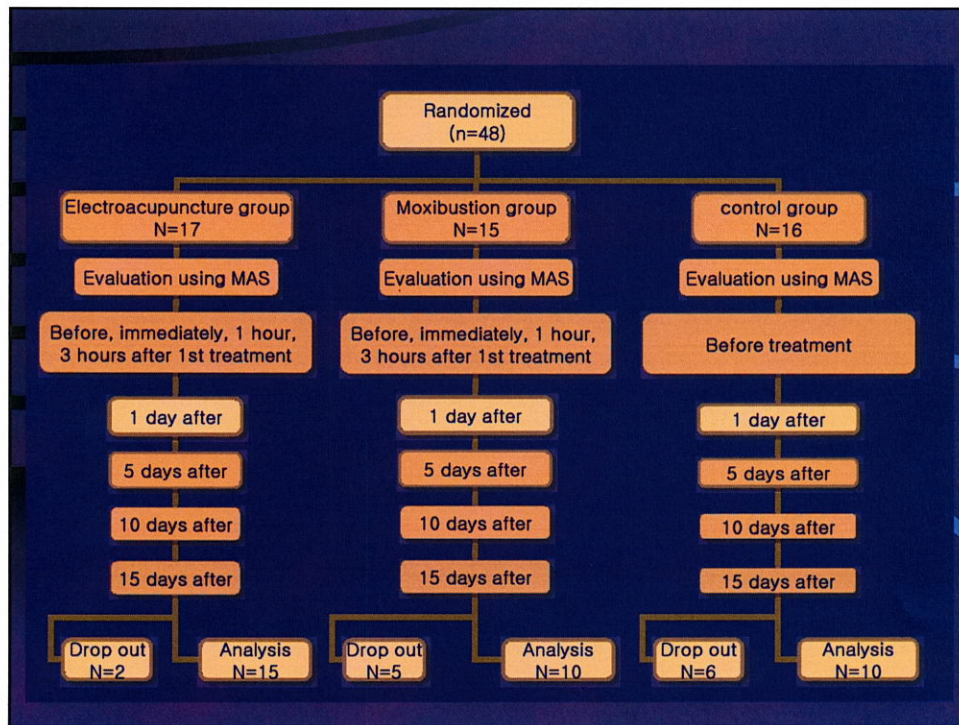 Randomized
(n=48)
Electroacupuncture group
N=17
Moxibustion group
N=15
control group
N=16
Evaluation using MAS
Evaluation using MAS
Evaluation using MAS
Before, immediately, 1 hour,
3 hours after 1st treatment
Before, immediately, 1 hour,
3 hours after 1st treatment
Before treatment
1 day after
1 day after
1 day after
5 days after
5 days after
5 days after
10 days after
10 days after
10 days after
15 days after
15 days after
15 days after
Drop out
N=2
Analysis
N=15
Drop out
N=5
Analysis
N=10
Drop out
N=6
Analysis
N=10